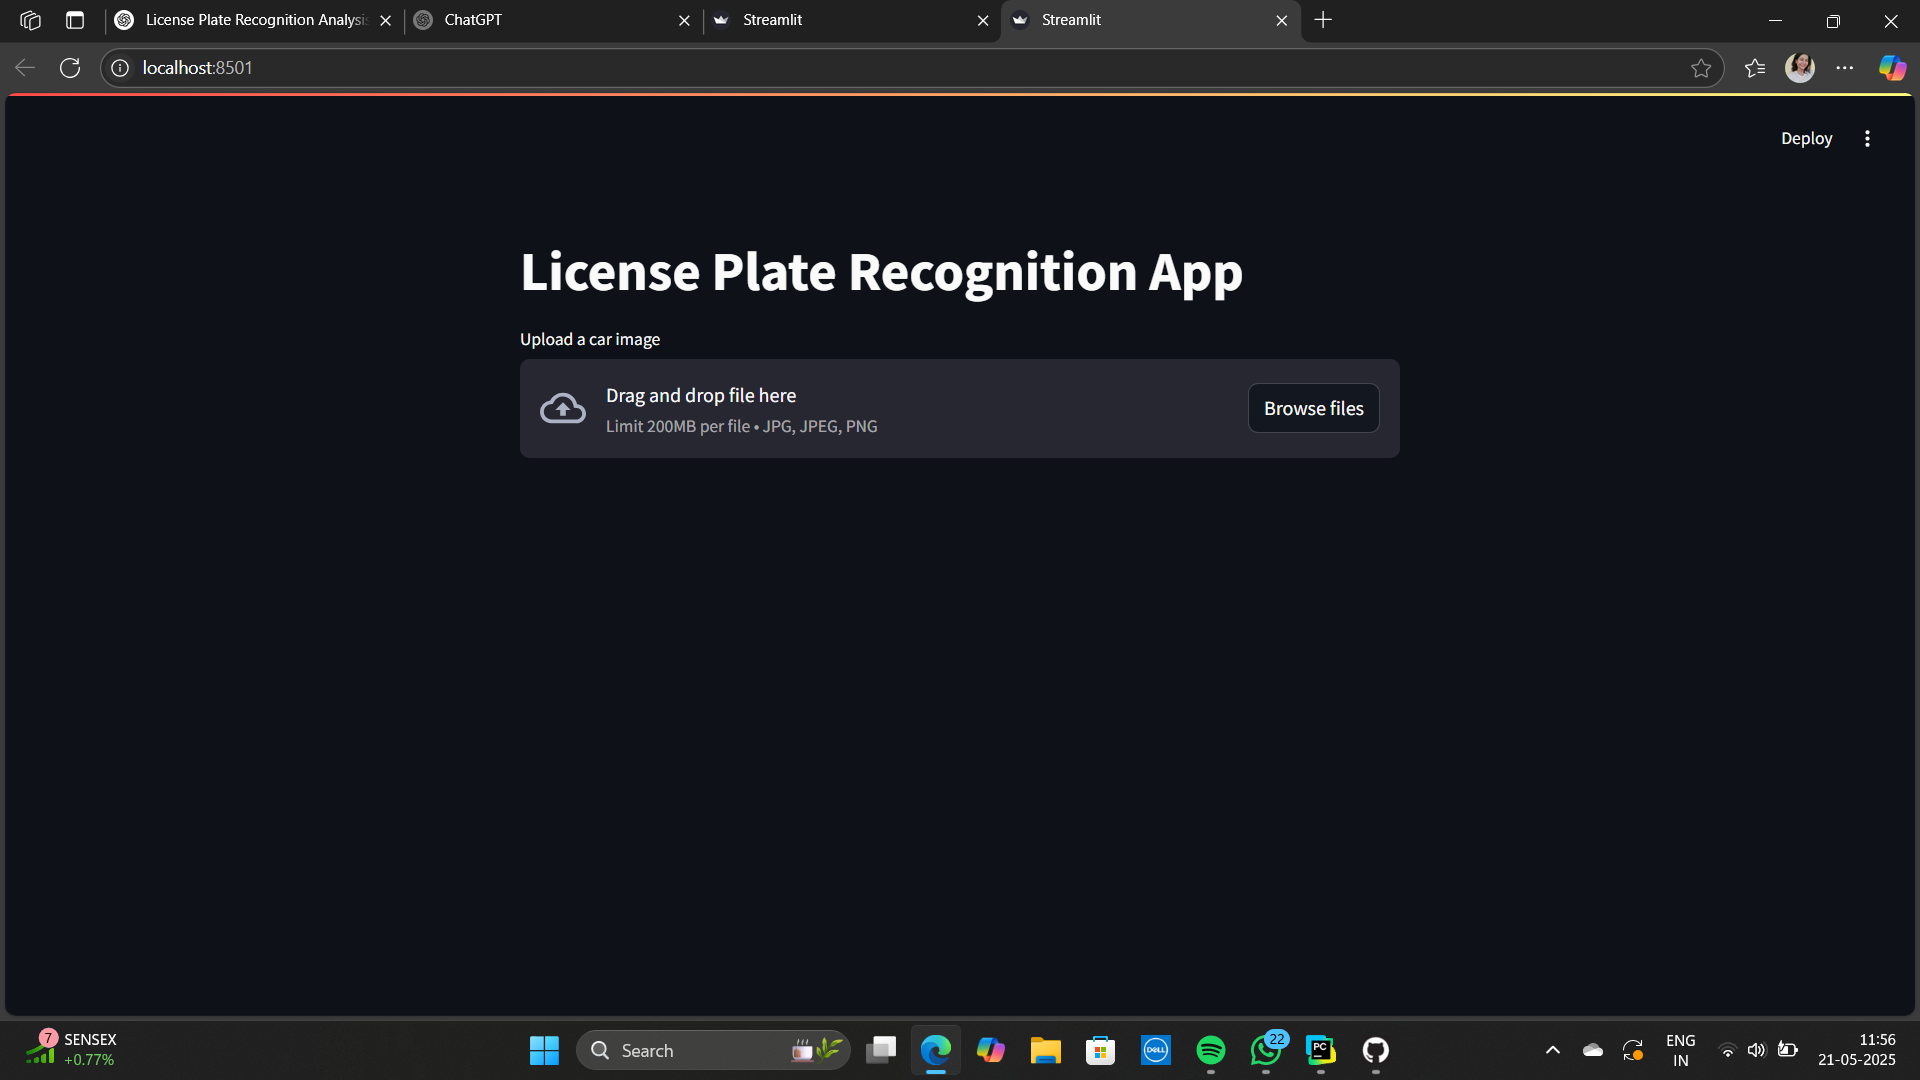 License Plate Recognition Analysis
ChatGPT
Streamlit
Streamlit
localhost:8501
Deploy
License Plate Recognition App
Upload a car image
Drag and drop file here
Limit 200MB per file • JPG, JPEG, PNG
Browse files
7
SENSEX
+0.77%
Search
DELL
22
PC
ENG
IN
11:56
21-05-2025